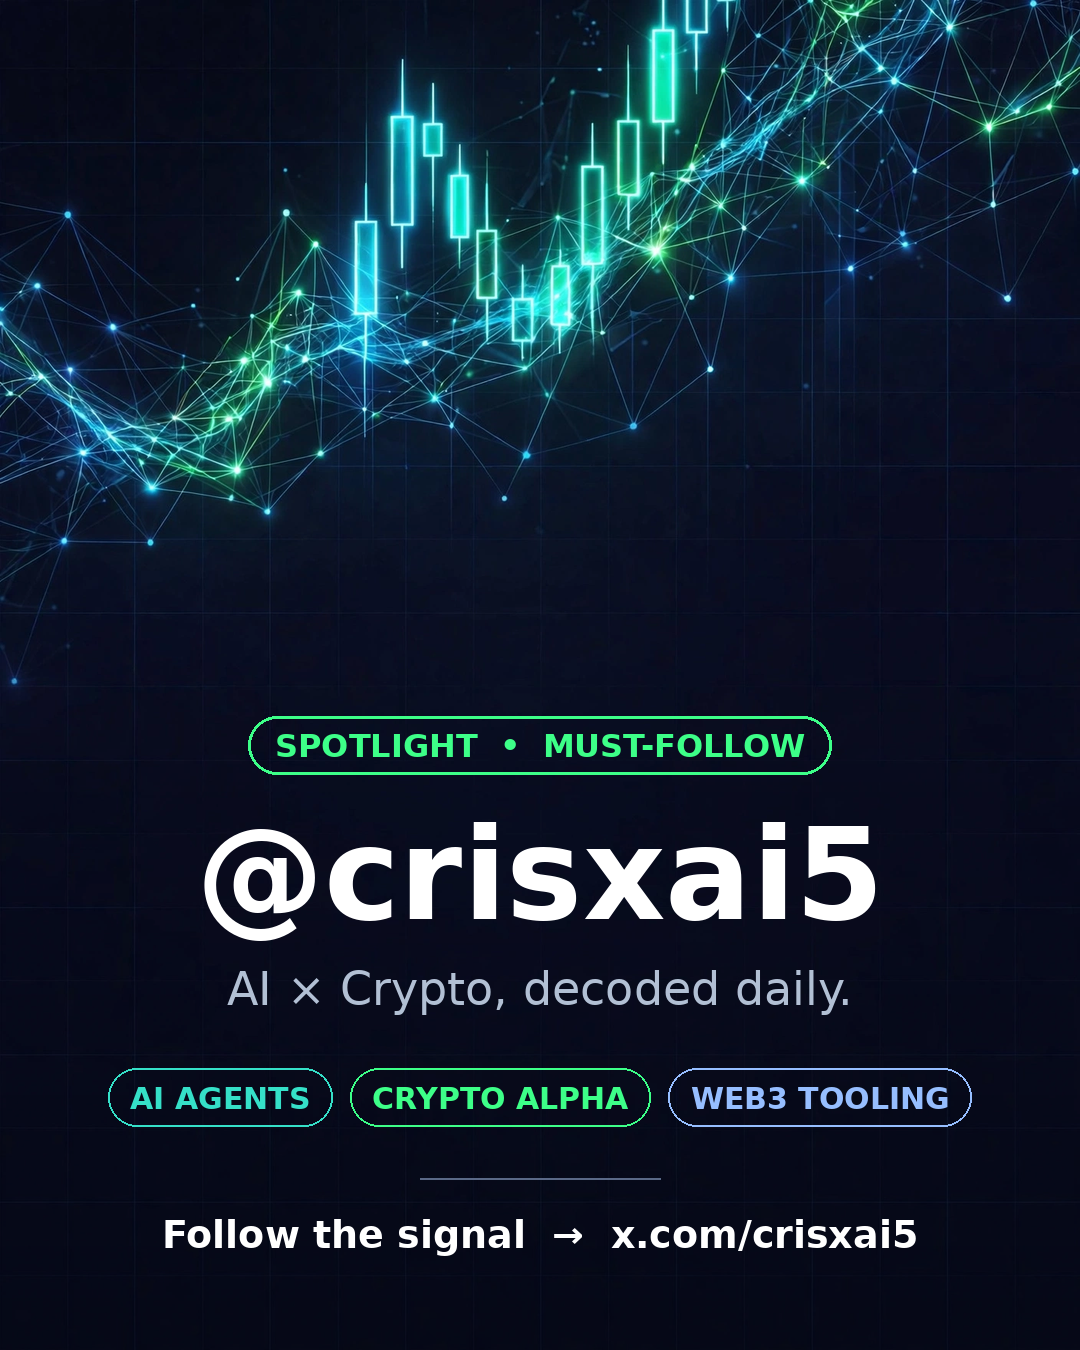 SPOTLIGHT • MUST-FOLLOW
@crisxai5
AI × Crypto, decoded daily.
AI AGENTS CRYPTO ALPHA WEB3 TOOLING
Follow the signal → x.com/crisxai5